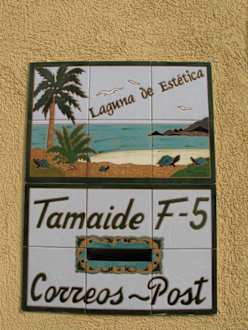 Laguna de Estética
Tamaide F-5
Correos~Post